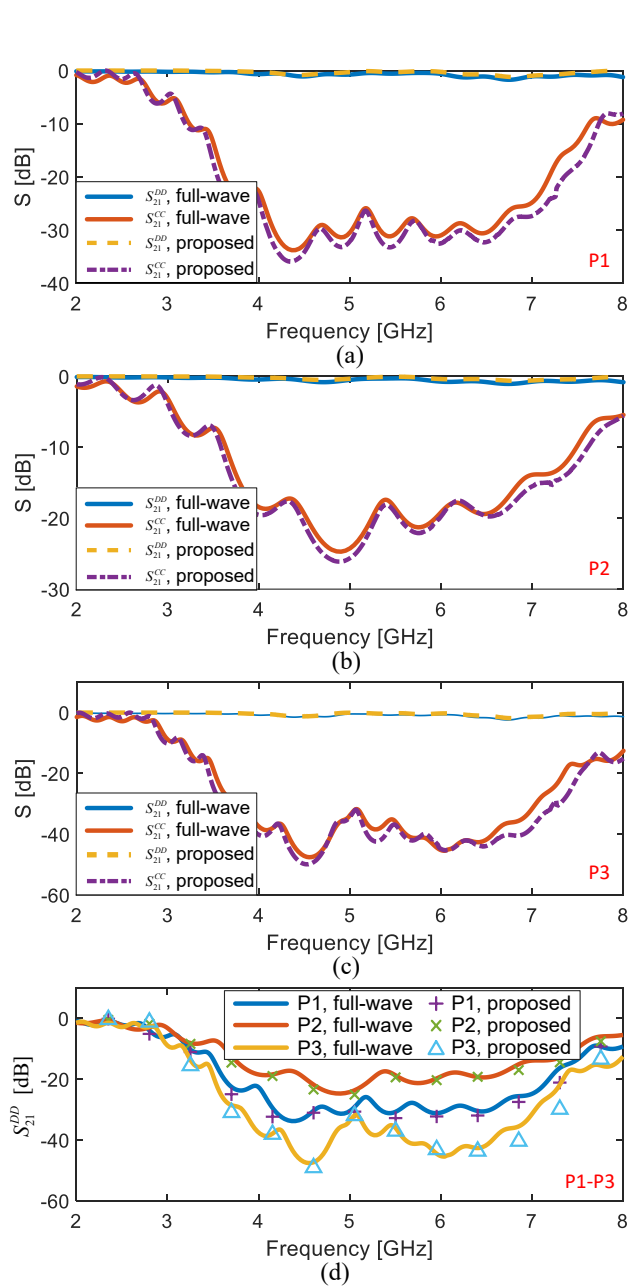 0
-10
-20
-30
-40
S [dB]
S₂₁ᴰᴰ, full-wave
S₂₁ᶜᶜ, full-wave
S₂₁ᴰᴰ, proposed
S₂₁ᶜᶜ, proposed
P1
2 3 4 5 6 7 8
Frequency [GHz]
(a)
0
-10
-20
-30
S [dB]
S₂₁ᴰᴰ, full-wave
S₂₁ᶜᶜ, full-wave
S₂₁ᴰᴰ, proposed
S₂₁ᶜᶜ, proposed
P2
2 3 4 5 6 7 8
Frequency [GHz]
(b)
0
-20
-40
-60
S [dB]
S₂₁ᴰᴰ, full-wave
S₂₁ᶜᶜ, full-wave
S₂₁ᴰᴰ, proposed
S₂₁ᶜᶜ, proposed
P3
2 3 4 5 6 7 8
Frequency [GHz]
(c)
0
-20
-40
-60
S₂₁ᴰᴰ [dB]
P1, full-wave P1, proposed
P2, full-wave P2, proposed
P3, full-wave P3, proposed
P1-P3
2 3 4 5 6 7 8
Frequency [GHz]
(d)